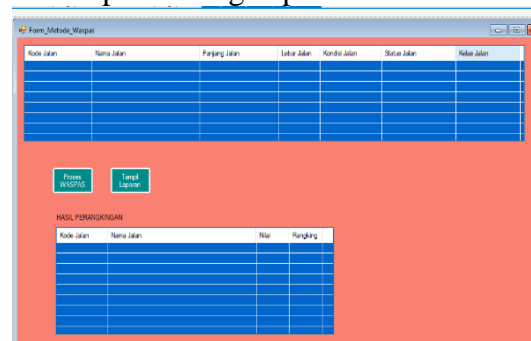 Form_Metode_Waspas
Kode Jalan Nama Jalan Panjang Jalan Lebar Jalan Kondisi Jalan Status Jalan Kelas Jalan
Proses
WASPAS
Tampil
Laporan
HASIL PERANGKINGAN
Kode Jalan Nama Jalan Nilai Rangking